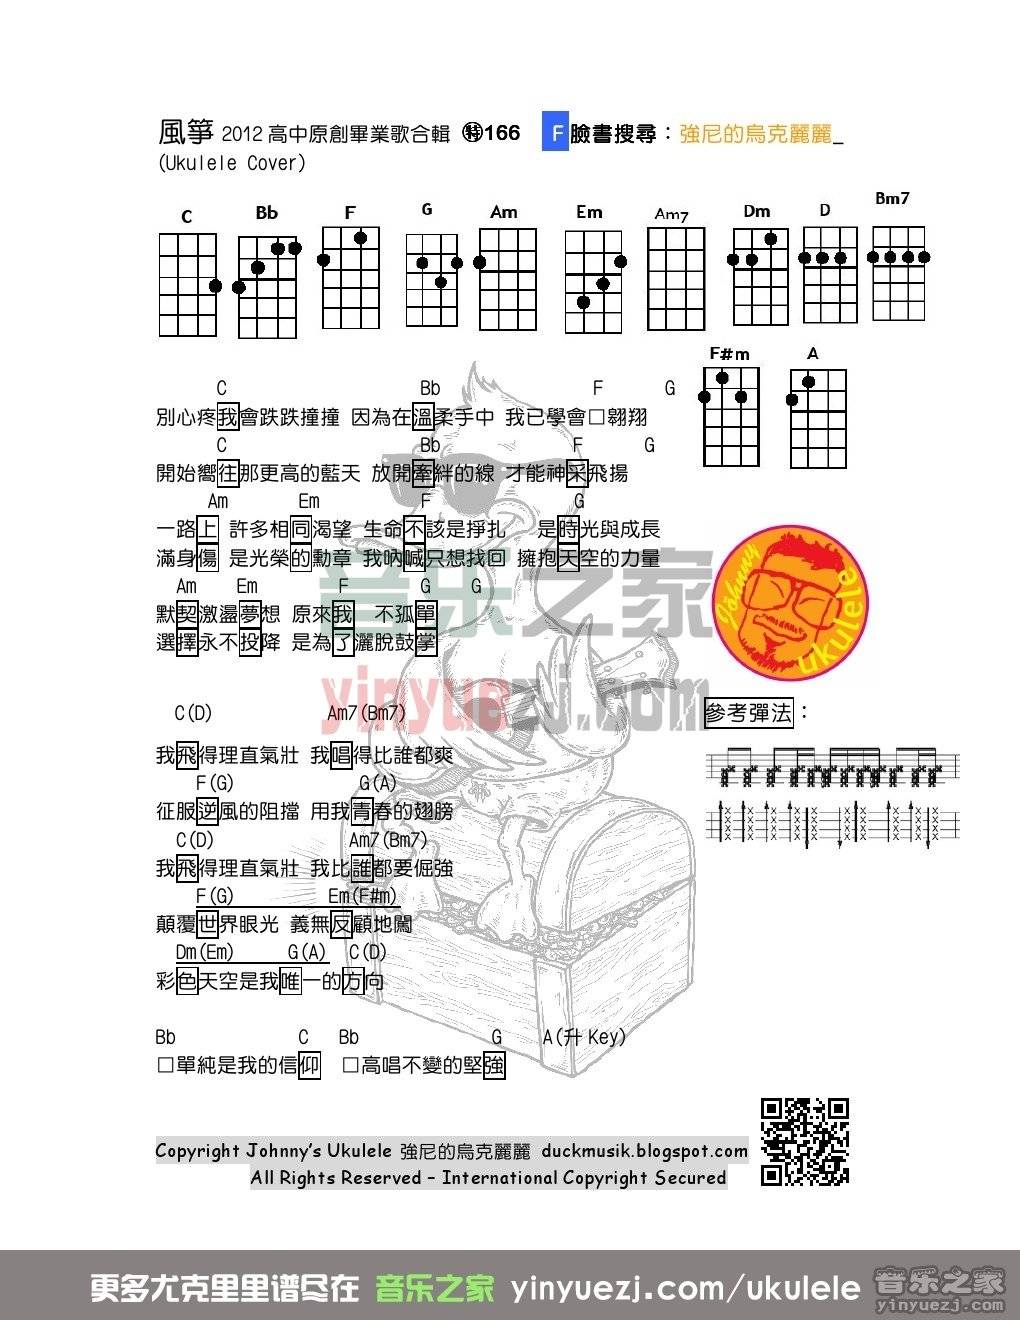 風箏 2012 高中原創畢業歌合輯 特166 F 臉書搜尋：強尼的烏克麗麗_
(Ukulele Cover)
C Bb F G Am Em Am7 Dm D Bm7
F#m A
C Bb F G
別心疼我會跌跌撞撞 因為在溫柔手中 我已學會□翱翔
C Bb F G
開始嚮往那更高的藍天 放開牽絆的線 才能神采飛揚
Am Em F G
一路上 許多相同渴望 生命不該是掙扎 是時光與成長
滿身傷 是光榮的勳章 我吶喊只想找回 擁抱天空的力量
Am Em F G G
默契激盪夢想 原來我 不孤單
選擇永不投降 是為了灑脫鼓掌
C(D) Am7(Bm7)
我飛得理直氣壯 我唱得比誰都爽
F(G) G(A)
征服逆風的阻擋 用我青春的翅膀
C(D) Am7(Bm7)
我飛得理直氣壯 我比誰都要倔強
F(G) Em(F#m)
顛覆世界眼光 義無反顧地闖
Dm(Em) G(A) C(D)
彩色天空是我唯一的方向
Bb C Bb G A(升 Key)
□單純是我的信仰 □高唱不變的堅強
參考彈法：
Johnny ukulele
音乐之家
yinyuezj.com
Copyright Johnny's Ukulele 強尼的烏克麗麗 duckmusik.blogspot.com
All Rights Reserved – International Copyright Secured
更多尤克里里谱尽在 音乐之家 yinyuezj.com/ukulele
音乐之家
yinyuezj.com